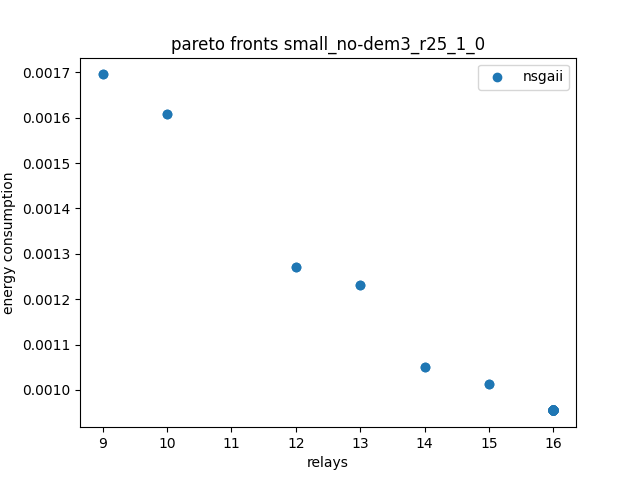 pareto fronts small_no-dem3_r25_1_0
nsgaii
0.0017
0.0016
0.0015
0.0014
0.0013
0.0012
0.0011
0.0010
energy consumption
9 10 11 12 13 14 15 16
relays